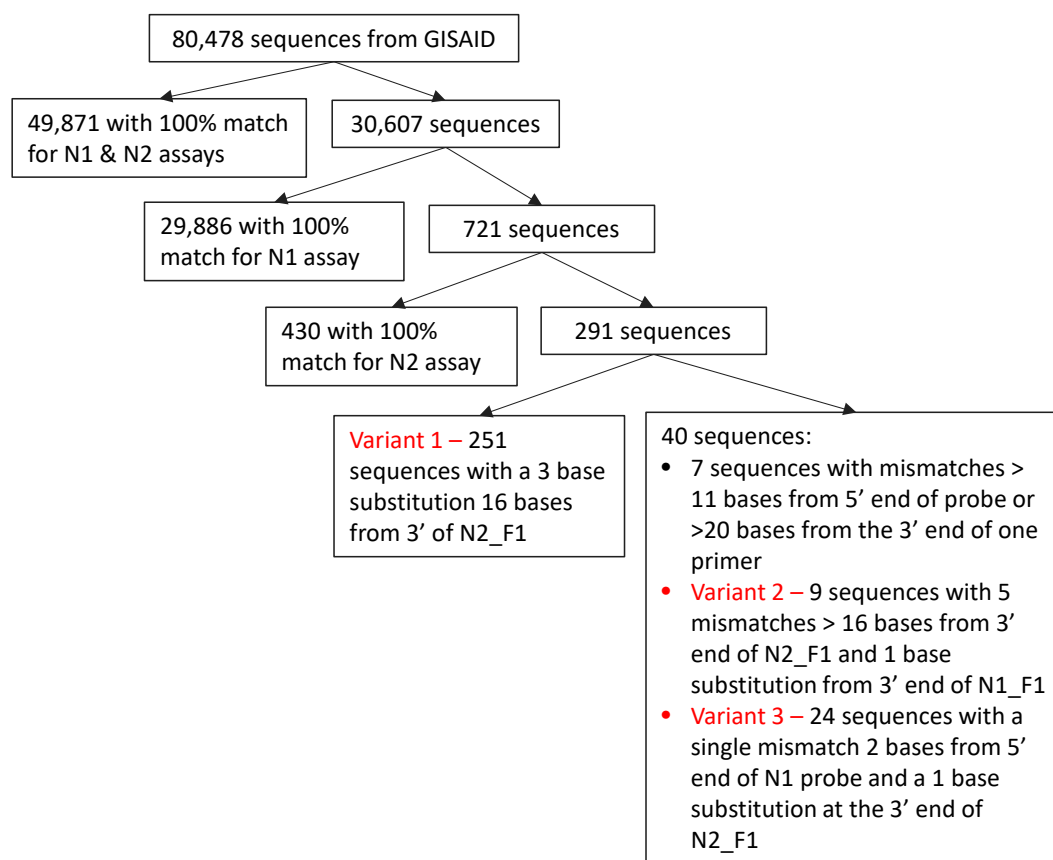 80,478 sequences from GISAID
49,871 with 100% match
for N1 & N2 assays
30,607 sequences
29,886 with 100%
match for N1 assay
721 sequences
430 with 100%
match for N2 assay
291 sequences
Variant 1 – 251
sequences with a 3 base
substitution 16 bases
from 3’ of N2_F1
40 sequences:
• 7 sequences with mismatches >
11 bases from 5’ end of probe or
>20 bases from the 3’ end of one
primer
• Variant 2 – 9 sequences with 5
mismatches > 16 bases from 3’
end of N2_F1 and 1 base
substitution from 3’ end of N1_F1
• Variant 3 – 24 sequences with a
single mismatch 2 bases from 5’
end of N1 probe and a 1 base
substitution at the 3’ end of
N2_F1